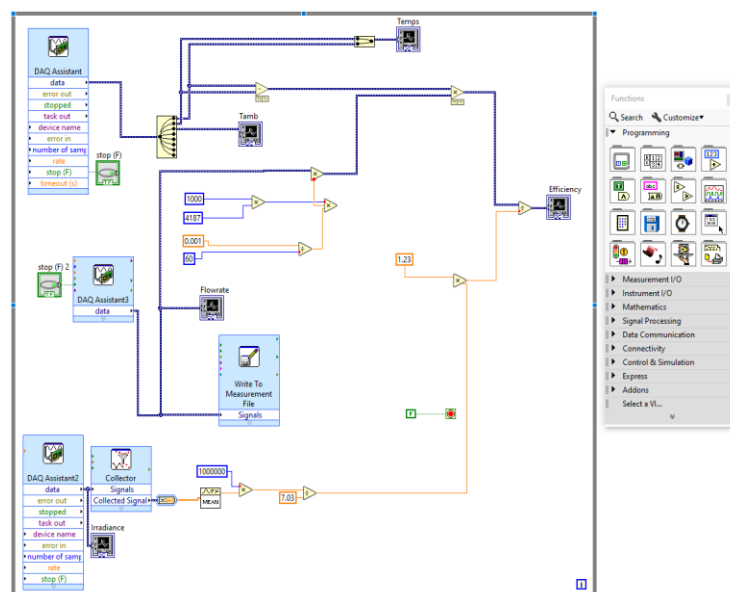 Temps
DAQ Assistant
data
error out
stopped
task out
device name
error in
number of samp
rate
stop (F)
timeout (s)
stop (F)
Tamb
1000
4187
0.001
60
Efficiency
1.23
stop (F) 2
DAQ Assistant3
data
Flowrate
Write To
Measurement
File
Signals
F
DAQ Assistant2
data
error out
stopped
task out
device name
error in
number of samp
rate
stop (F)
Collector
Signals
Collected Signal
1000000
MEAN
7.03
Irradiance
i
Functions
Search
Customize
Programming
Measurement I/O
Instrument I/O
Mathematics
Signal Processing
Data Communication
Connectivity
Control & Simulation
Express
Addons
Select a VI...